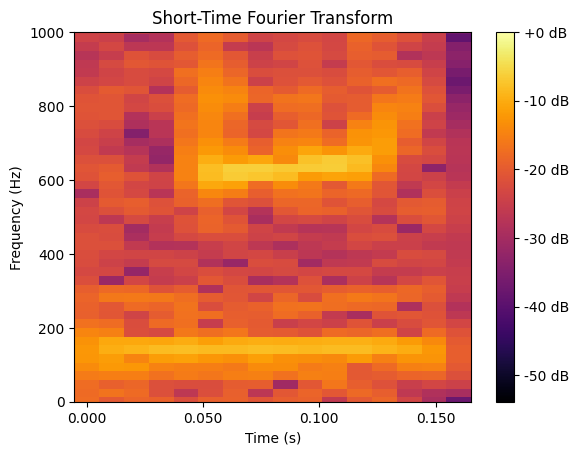 Short-Time Fourier Transform
1000
800
600
400
200
0
Frequency (Hz)
0.000
0.050
0.100
0.150
Time (s)
+0 dB
-10 dB
-20 dB
-30 dB
-40 dB
-50 dB